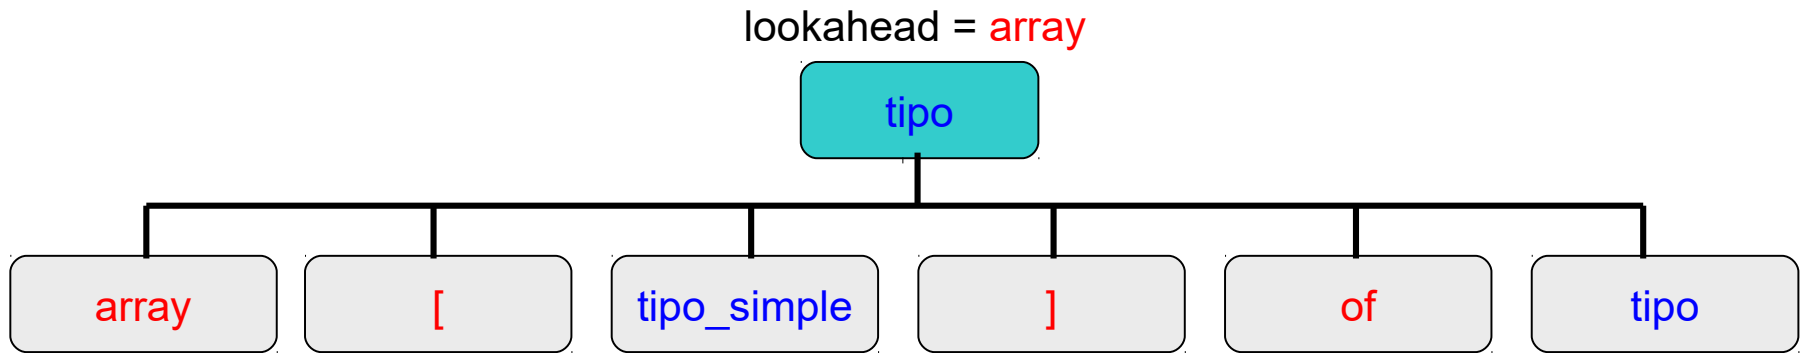 lookahead = array
tipo
array [ tipo_simple ] of tipo